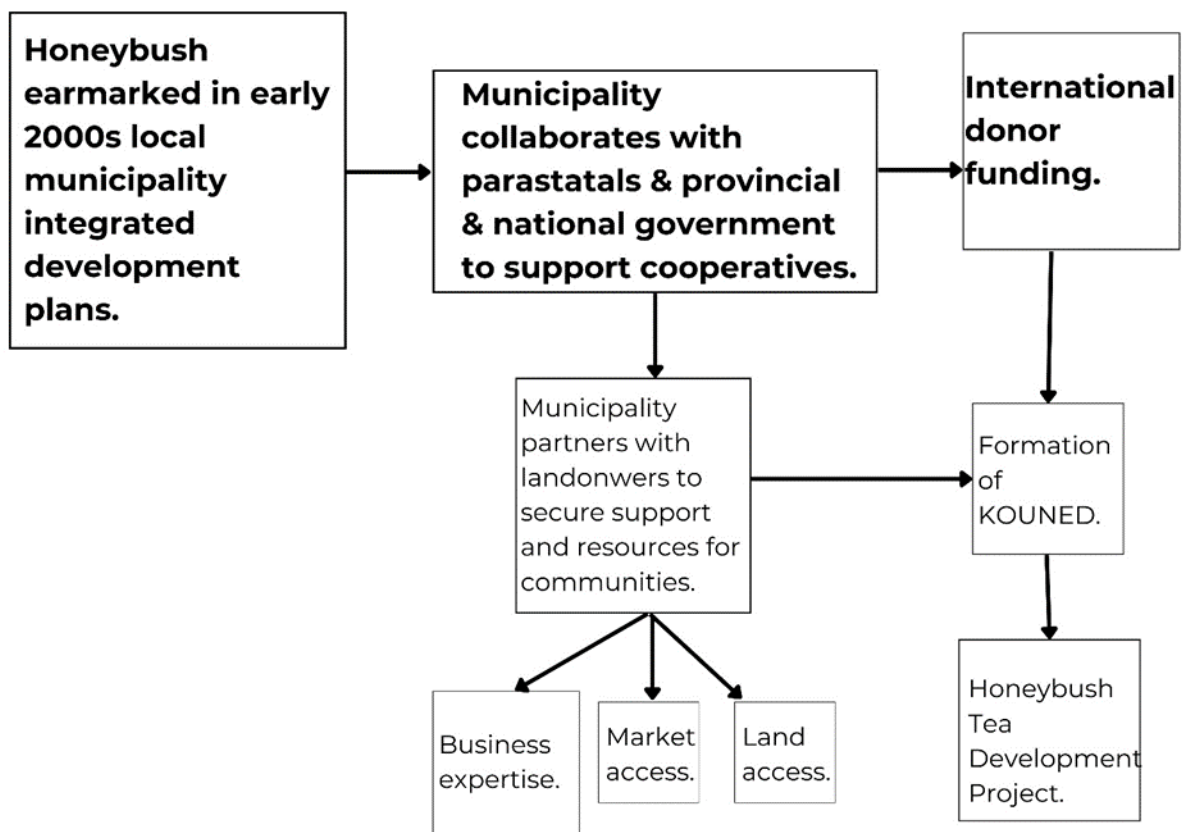 Honeybush
earmarked in early
2000s local
municipality
integrated
development
plans.
Municipality
collaborates with
parastatals & provincial
& national government
to support cooperatives.
International
donor
funding.
Municipality
partners with
landonwers to
secure support
and resources for
communities.
Formation
of
KOUNED.
Business
expertise.
Market
access.
Land
access.
Honeybush
Tea
Development
Project.